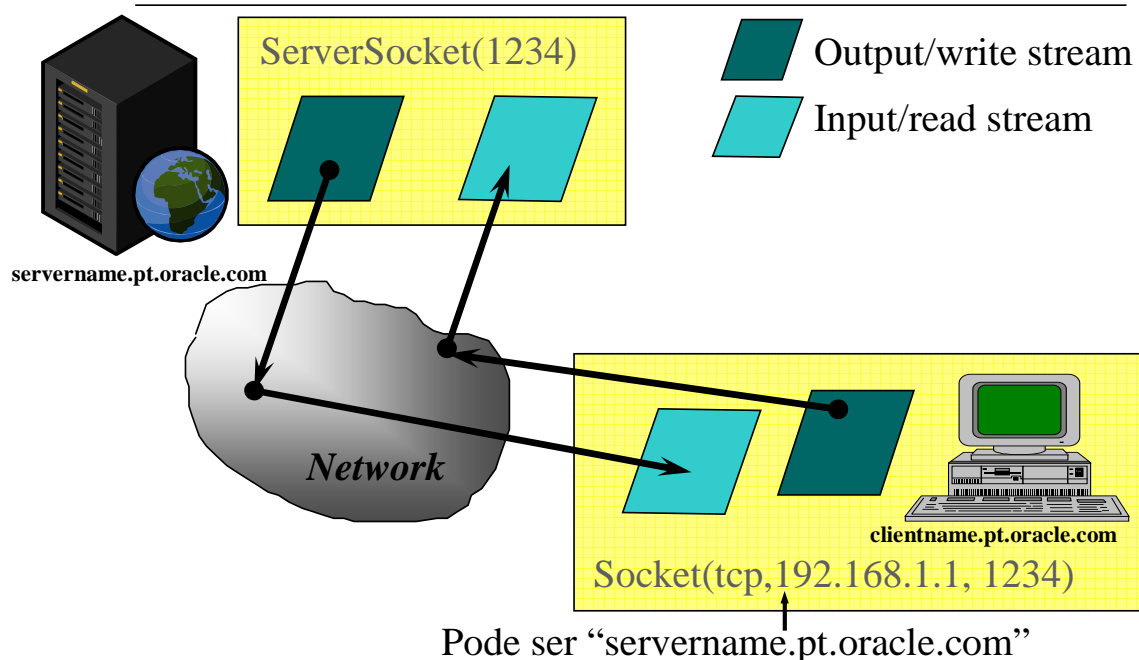 ServerSocket(1234)
Output/write stream
Input/read stream
servername.pt.oracle.com
Network
clientname.pt.oracle.com
Socket(tcp,192.168.1.1, 1234)
Pode ser “servername.pt.oracle.com”